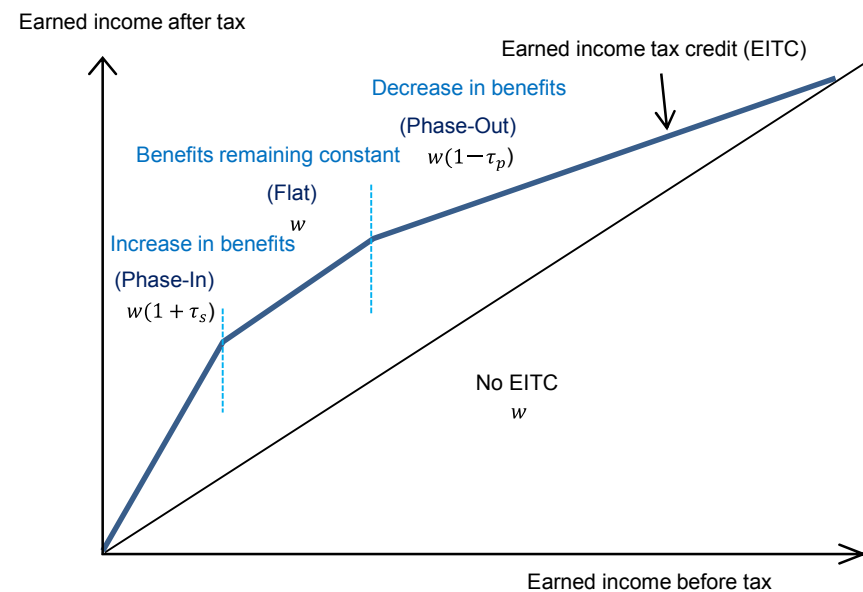 Earned income after tax
Earned income tax credit (EITC)
Decrease in benefits
(Phase-Out)
w(1−τₚ)
Benefits remaining constant
(Flat)
w
Increase in benefits
(Phase-In)
w(1 + τₛ)
No EITC
w
Earned income before tax